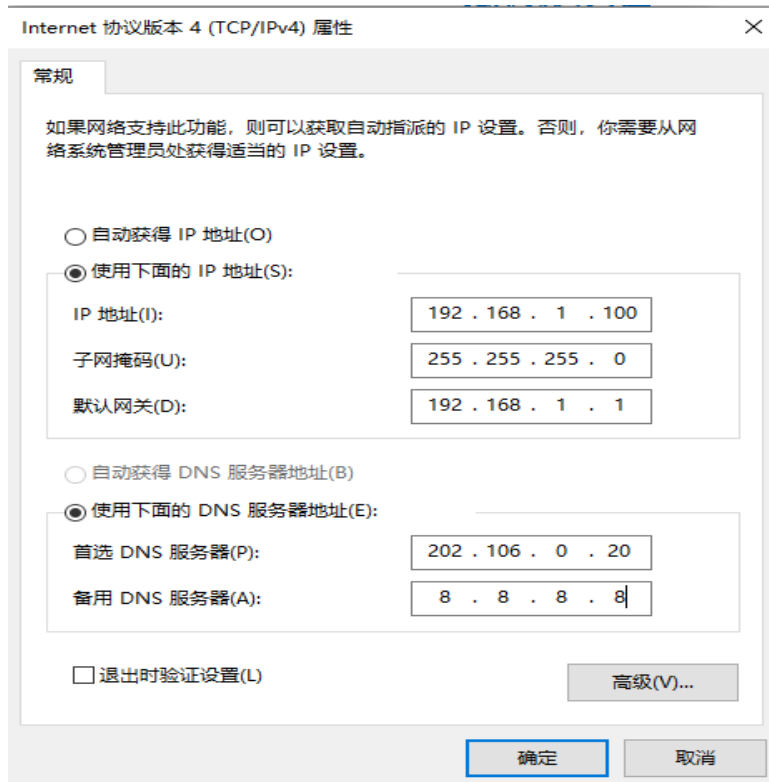 Internet 协议版本 4 (TCP/IPv4) 属性
常规
如果网络支持此功能，则可以获取自动指派的 IP 设置。否则，你需要从网
络系统管理员处获得适当的 IP 设置。
自动获得 IP 地址(O)
使用下面的 IP 地址(S):
IP 地址(I): 192 . 168 . 1 . 100
子网掩码(U): 255 . 255 . 255 . 0
默认网关(D): 192 . 168 . 1 . 1
自动获得 DNS 服务器地址(B)
使用下面的 DNS 服务器地址(E):
首选 DNS 服务器(P): 202 . 106 . 0 . 20
备用 DNS 服务器(A): 8 . 8 . 8 . 8
退出时验证设置(L)
高级(V)...
确定 取消